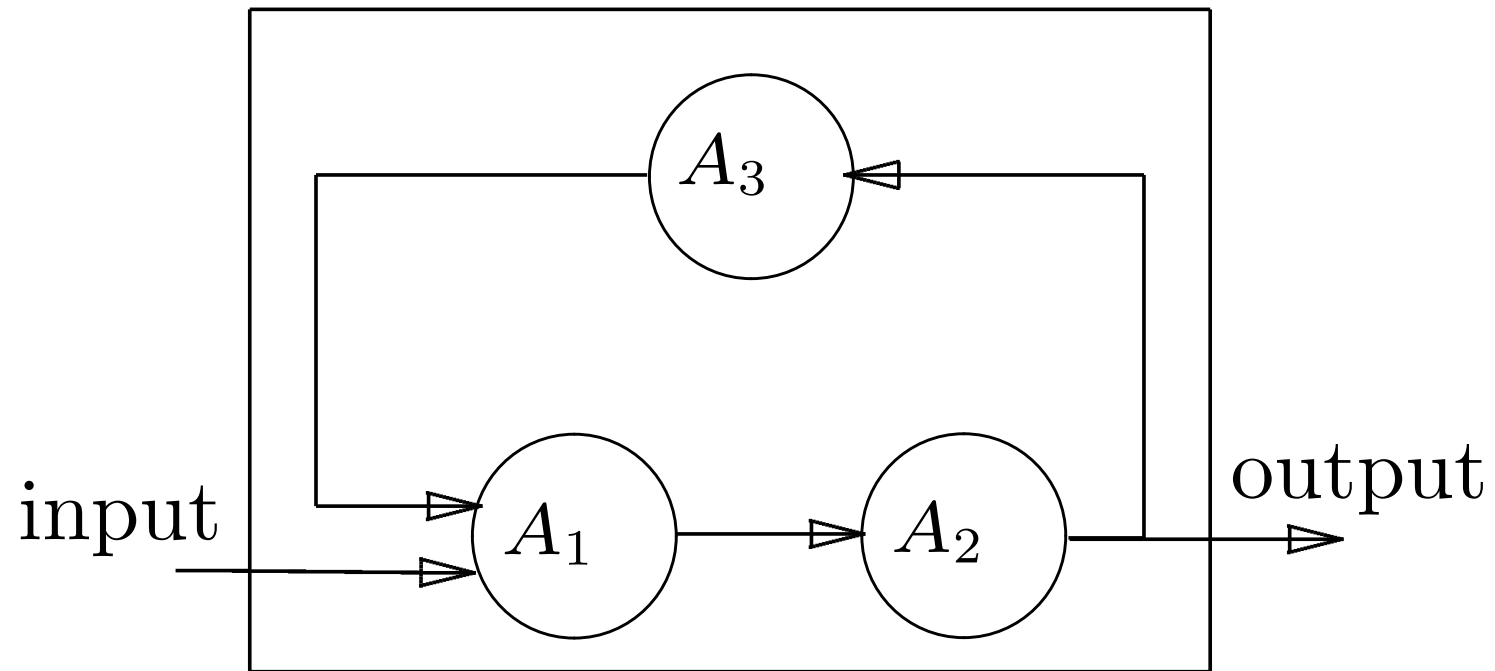 A₃
input
A₁
A₂
output